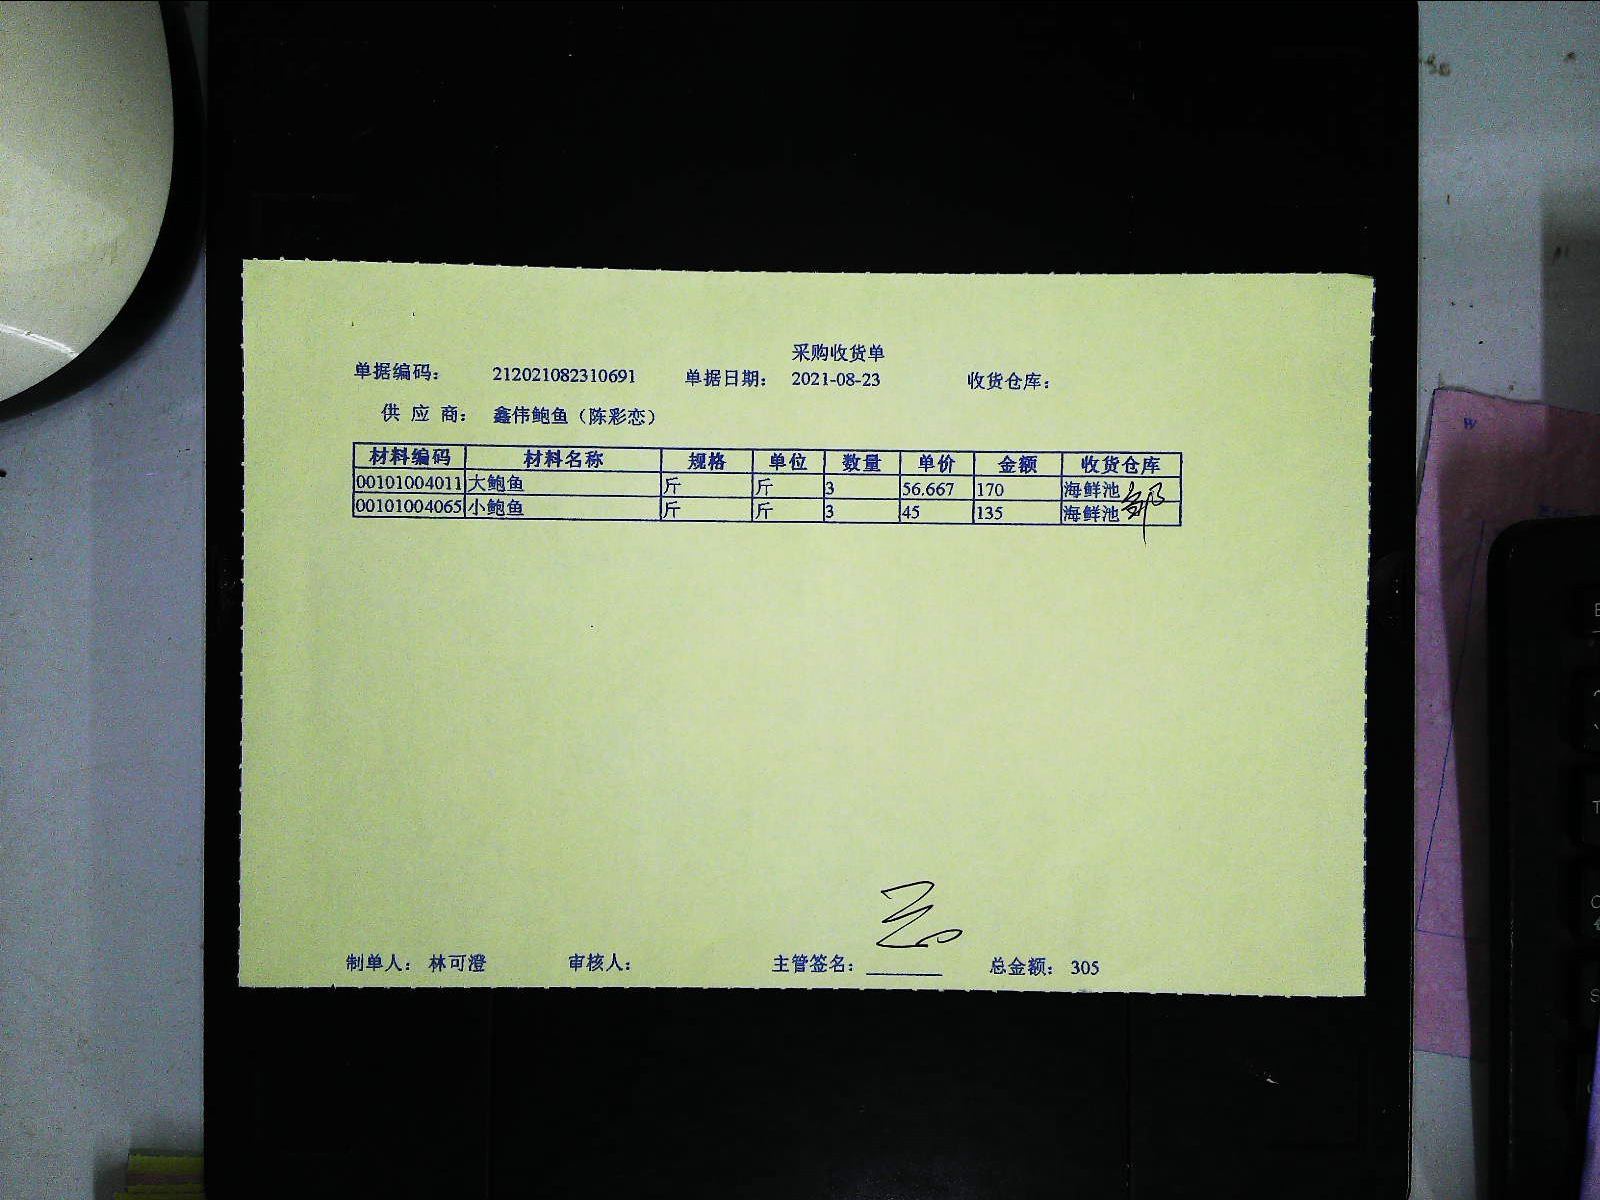 采购收货单
单据编码： 212021082310691 单据日期： 2021-08-23 收货仓库：
供 应 商： 鑫伟鲍鱼（陈彩恋）
材料编码 材料名称 规格 单位 数量 单价 金额 收货仓库
00101004011 大鲍鱼 斤 斤 3 56.667 170 海鲜池
00101004065 小鲍鱼 斤 斤 3 45 135 海鲜池
制单人： 林可澄 审核人： 主管签名： 总金额： 305